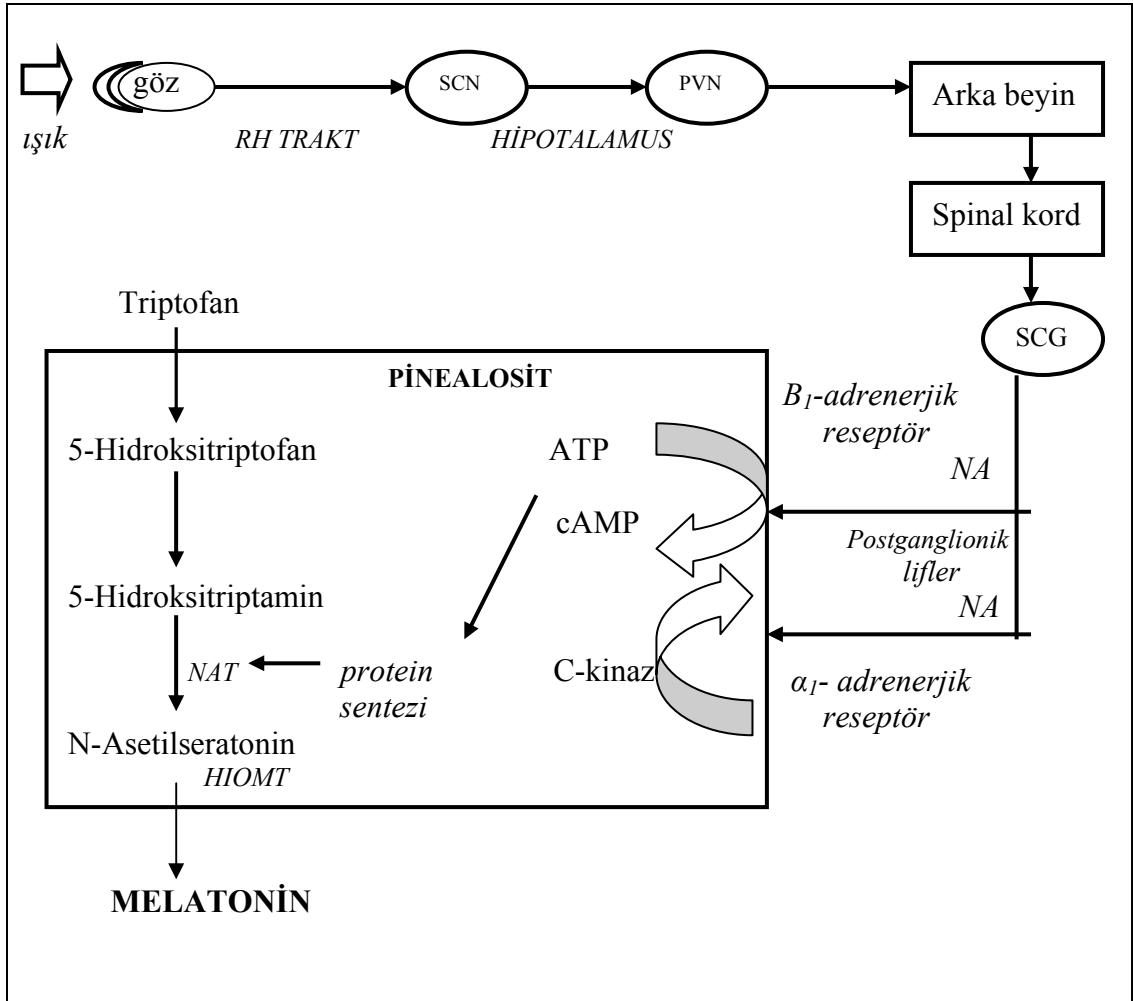 ışık
göz
RH TRAKT
SCN
HİPOTALAMUS
PVN
Arka beyin
Spinal kord
SCG
Triptofan
PİNEALOSİT
5-Hidroksitriptofan
5-Hidroksitriptamin
NAT
protein
sentezi
N-Asetilseratonin
HIOMT
MELATONİN
ATP
cAMP
C-kinaz
B1-adrenerjik
reseptör
NA
Postganglionik
lifler
NA
α1- adrenerjik
reseptör